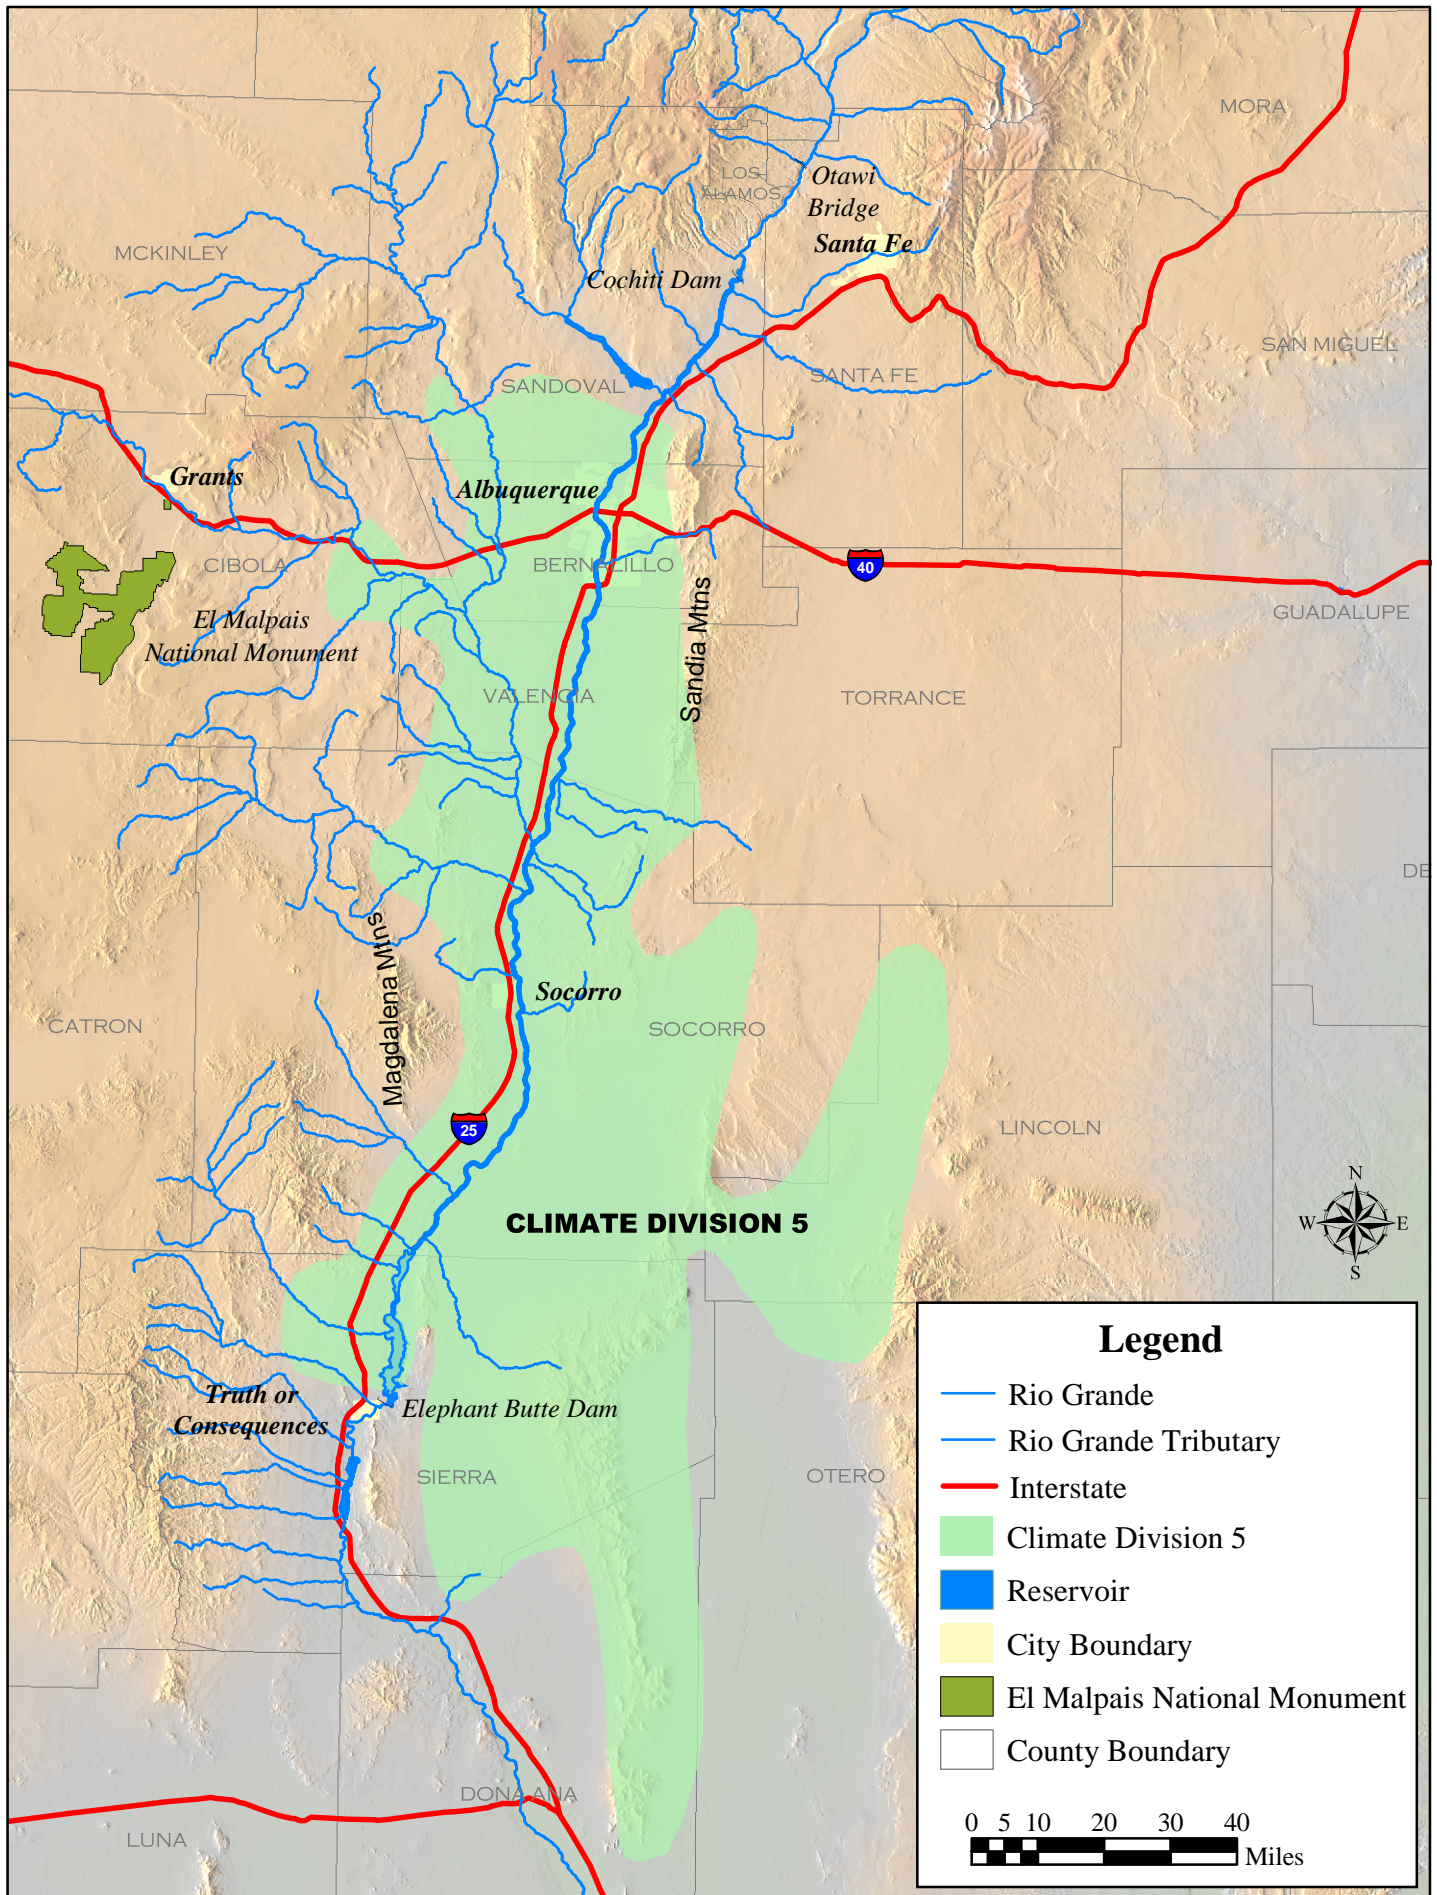 MORA
LOS
ALAMOS
Otawi
Bridge
Santa Fe
MCKINLEY
Cochiti Dam
SAN MIGUEL
SANTA FE
SANDOVAL
Grants
Albuquerque
CIBOLA
BERNALILLO
40
GUADALUPE
El Malpais
National Monument
Sandia Mtns
VALENCIA
TORRANCE
DE
Magdalena Mtns
Socorro
CATRON
SOCORRO
25
LINCOLN
N
W
E
S
CLIMATE DIVISION 5
Truth or
Consequences
Elephant Butte Dam
SIERRA
OTERO
DONA ANA
LUNA
Legend
Rio Grande
Rio Grande Tributary
Interstate
Climate Division 5
Reservoir
City Boundary
El Malpais National Monument
County Boundary
0 5 10 20 30 40
Miles